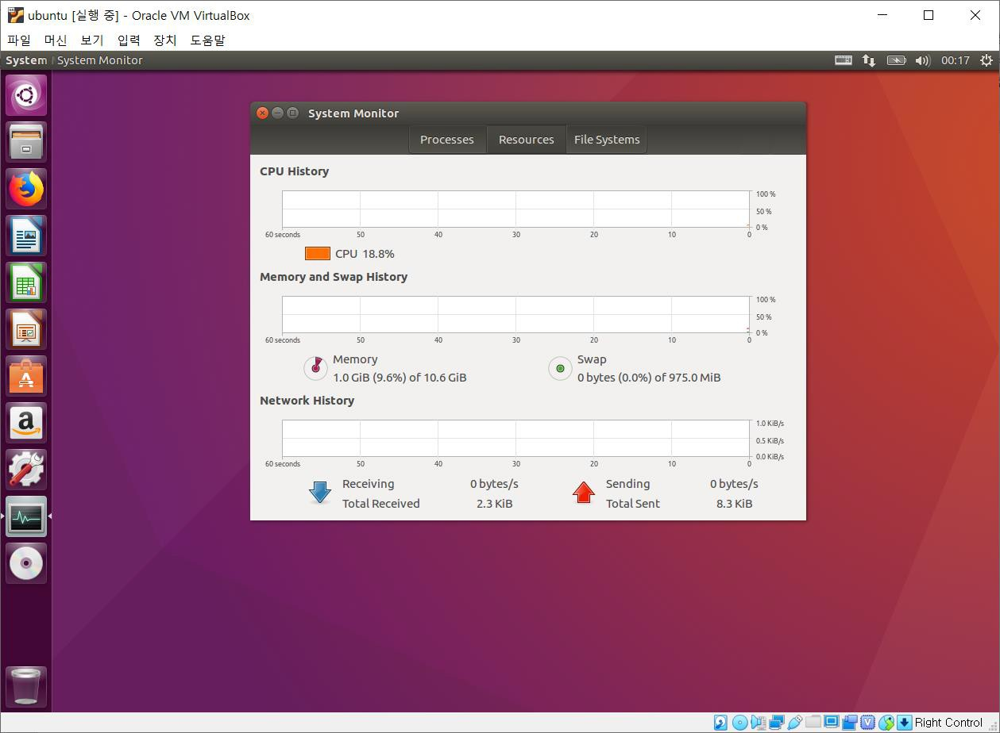 ubuntu [실행 중] - Oracle VM VirtualBox
파일 머신 보기 입력 장치 도움말
System System Monitor 00:17
System Monitor
Processes Resources File Systems
CPU History
100 %
50 %
0 %
60 seconds 50 40 30 20 10 0
CPU 18.8%
Memory and Swap History
100 %
50 %
0 %
60 seconds 50 40 30 20 10 0
Memory Swap
1.0 GiB (9.6%) of 10.6 GiB 0 bytes (0.0%) of 975.0 MiB
Network History
1.0 KiB/s
0.5 KiB/s
0.0 KiB/s
60 seconds 50 40 30 20 10 0
Receiving 0 bytes/s Sending 0 bytes/s
Total Received 2.3 KiB Total Sent 8.3 KiB
Right Control